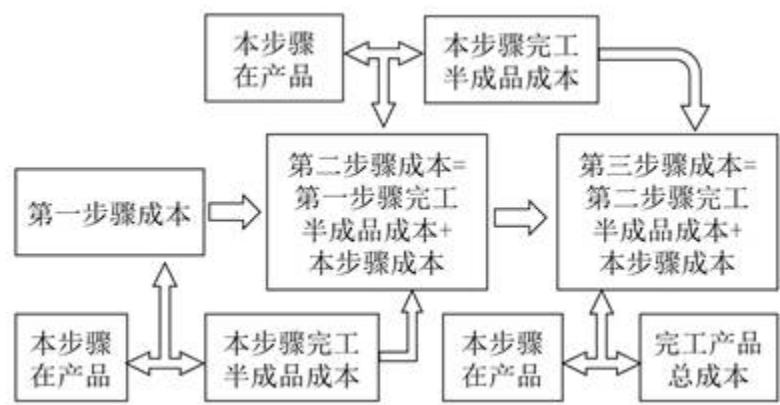 本步骤
在产品
本步骤完工
半成品成本
第一步骤成本
第二步骤成本=
第一步骤完工
半成品成本+
本步骤成本
第三步骤成本=
第二步骤完工
半成品成本+
本步骤成本
本步骤
在产品
本步骤完工
半成品成本
本步骤
在产品
完工产品
总成本